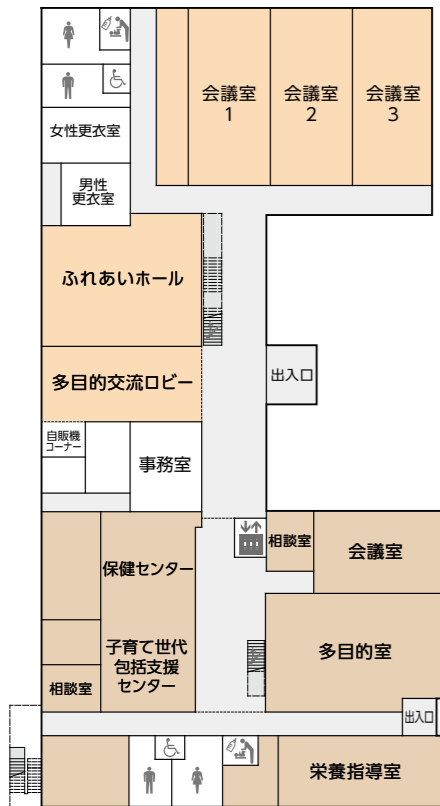 会議室
1
会議室
2
会議室
3
女性更衣室
男性
更衣室
ふれあいホール
多目的交流ロビー
出入口
自販機
コーナー
事務室
相談室
会議室
保健センター
子育て世代
包括支援
センター
多目的室
相談室
出入口
栄養指導室